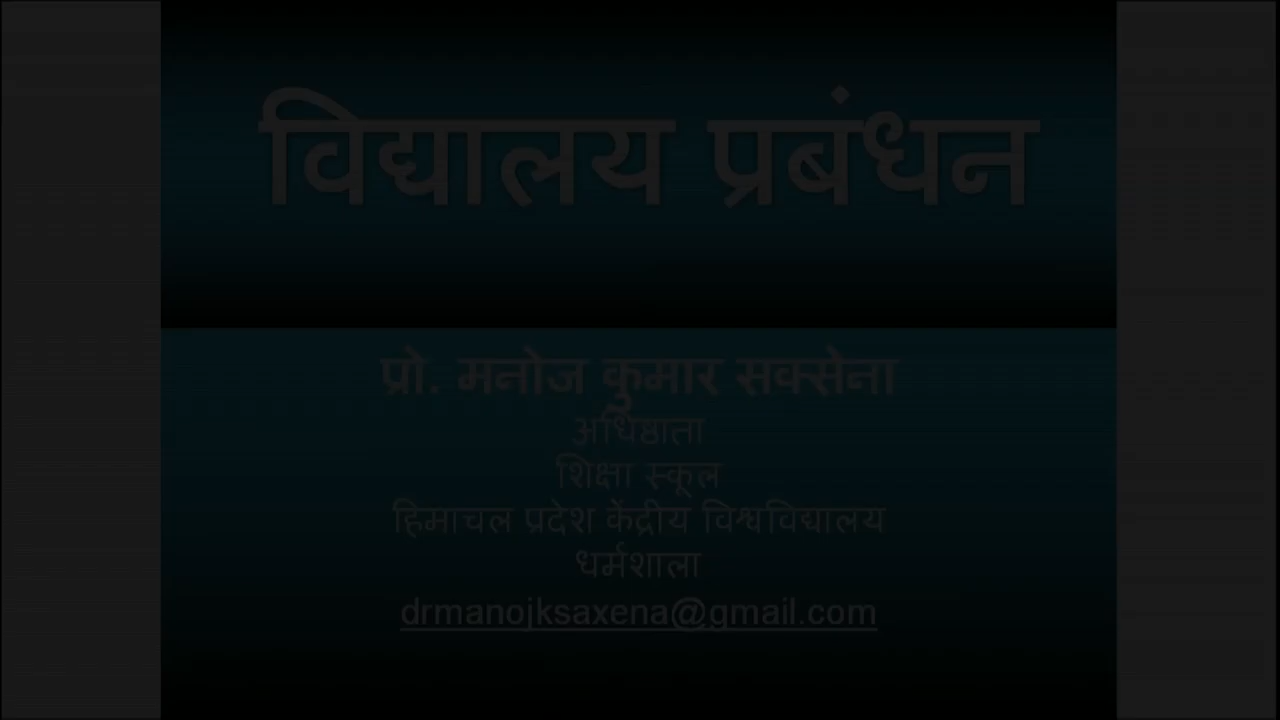 विद्यालय प्रबंधन
प्रो. मनोज कुमार सक्सेना
अधिष्ठाता
शिक्षा स्कूल
हिमाचल प्रदेश केंद्रीय विश्वविद्यालय
धर्मशाला
drmanojksaxena@gmail.com